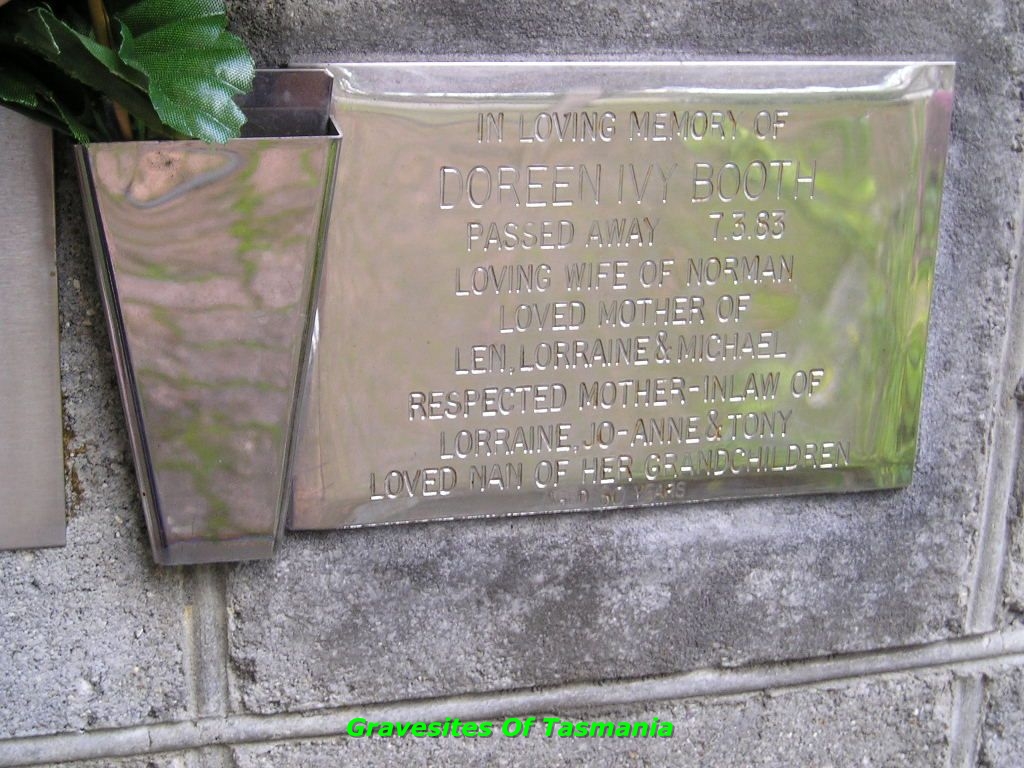 IN LOVING MEMORY OF
DOREEN IVY BOOTH
PASSED AWAY 7.3.83
LOVING WIFE OF NORMAN
LOVED MOTHER OF
LEN, LORRAINE & MICHAEL
RESPECTED MOTHER-INLAW OF
LORRAINE, JO-ANNE & TONY
LOVED NAN OF HER GRANDCHILDREN
YEARS
Gravesites Of Tasmania